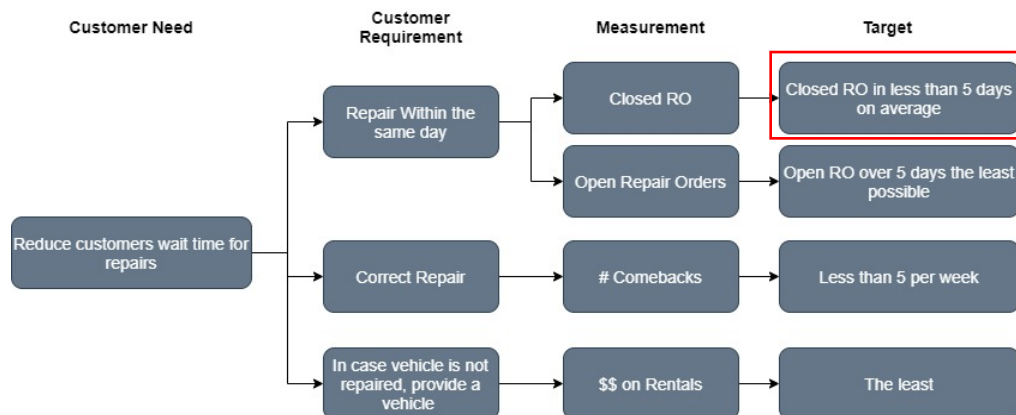 Customer Need
Customer
Requirement
Measurement
Target
Repair Within the
same day
Closed RO
Closed RO in less than 5 days
on average
Open Repair Orders
Open RO over 5 days the least
possible
Reduce customers wait time for
repairs
Correct Repair
# Comebacks
Less than 5 per week
In case vehicle is not
repaired, provide a
vehicle
$$ on Rentals
The least